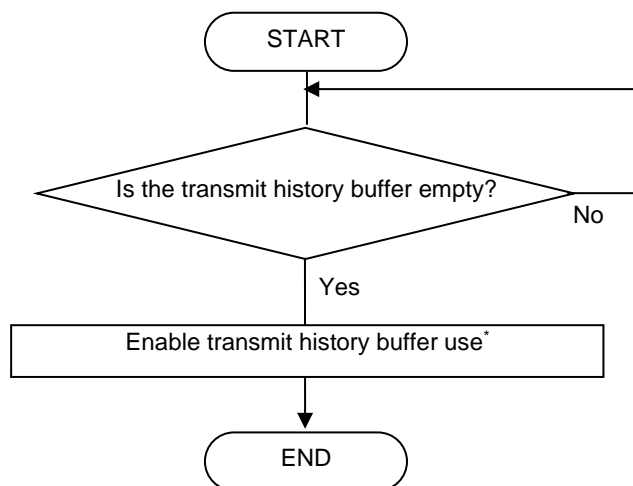 START
Is the transmit history buffer empty?
No
Yes
Enable transmit history buffer use*
END